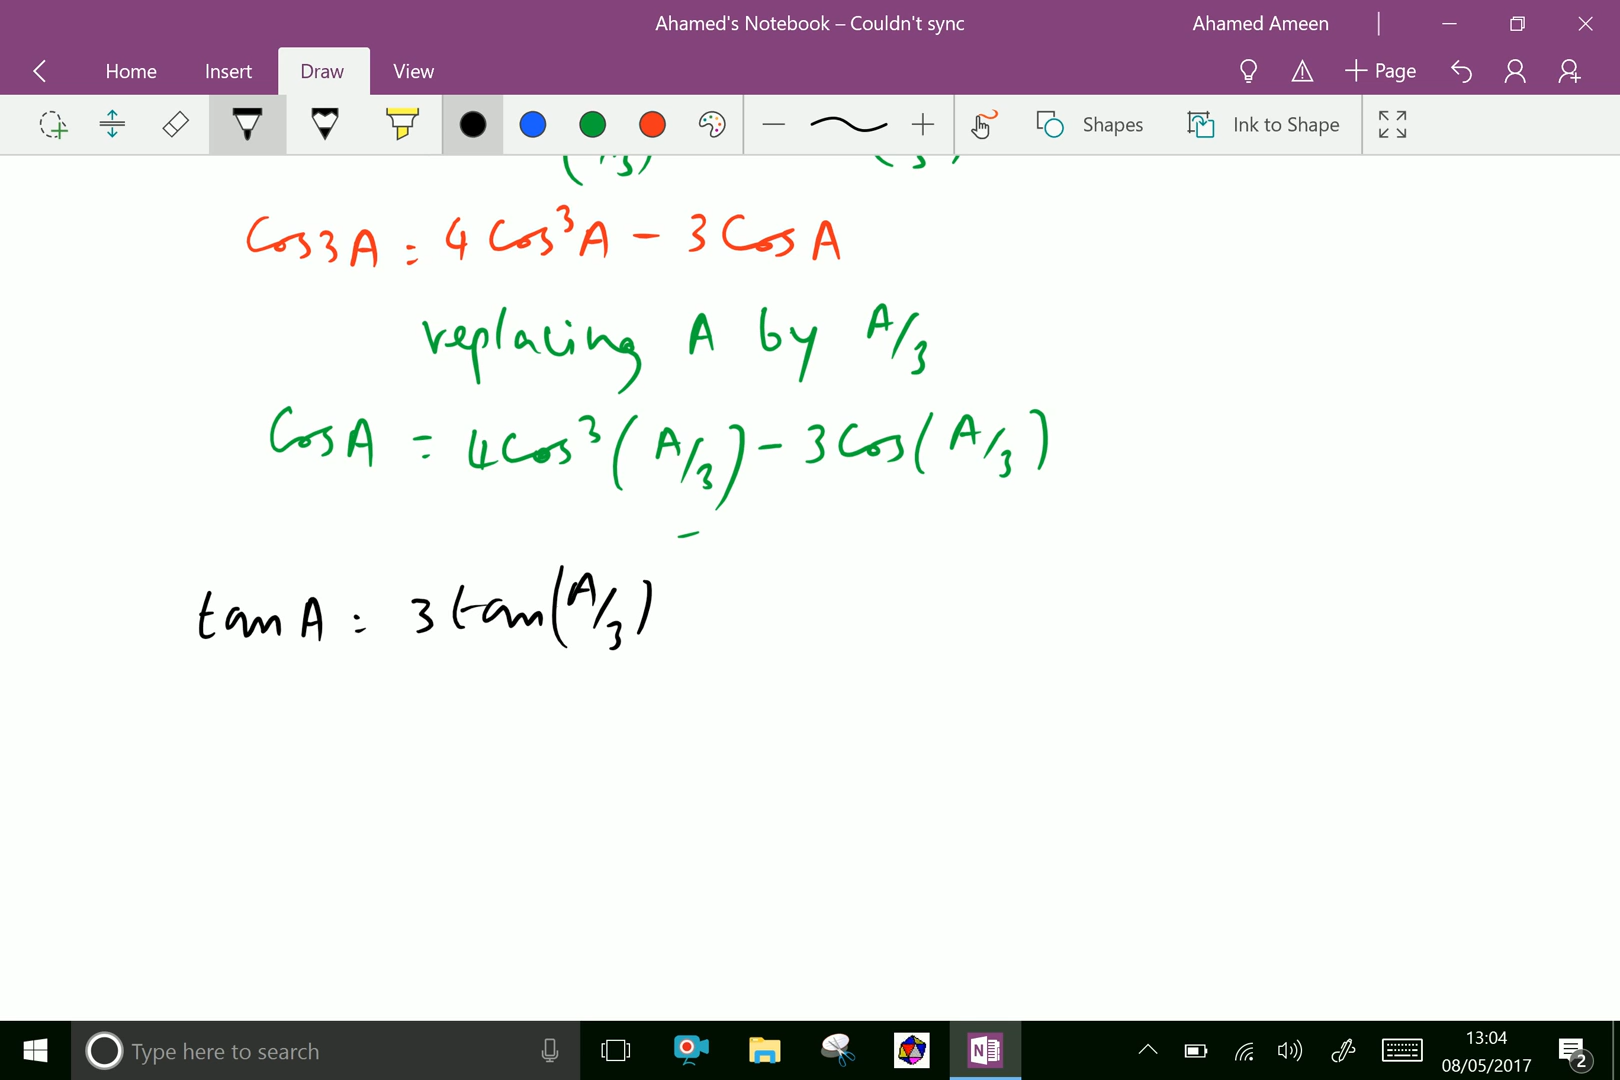 Ahamed's Notebook – Couldn't sync
Ahamed Ameen
Home Insert Draw View
Page
Shapes Ink to Shape
Cos3A = 4Cos³A - 3CosA
replacing A by A/3
CosA = 4Cos³(A/3) - 3Cos(A/3)
tanA = 3tan(A/3)
Type here to search
13:04
08/05/2017
2